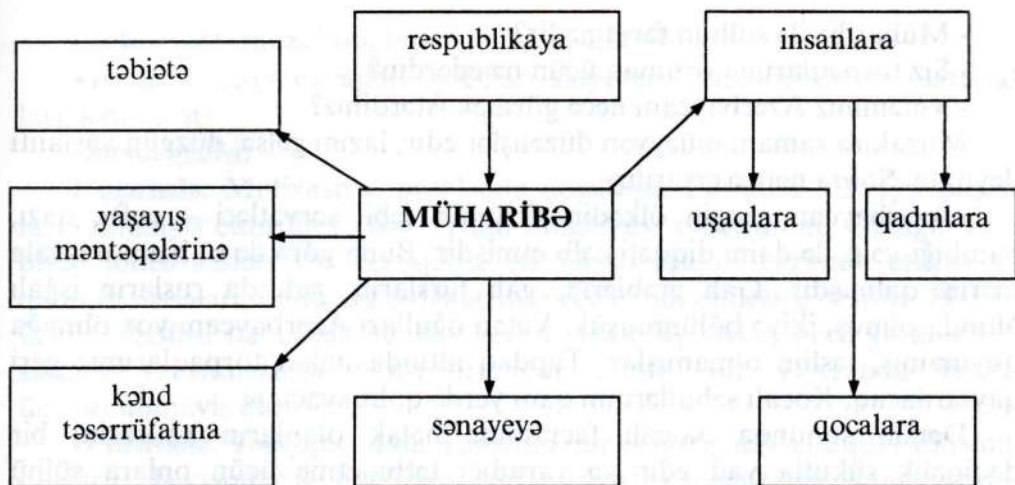 təbiətə
respublikaya
insanlara
yaşayış
məntəqələrinə
MÜHARİBƏ
uşaqlara
qadınlara
kənd
təsərrüfatına
sənayeyə
qocalara